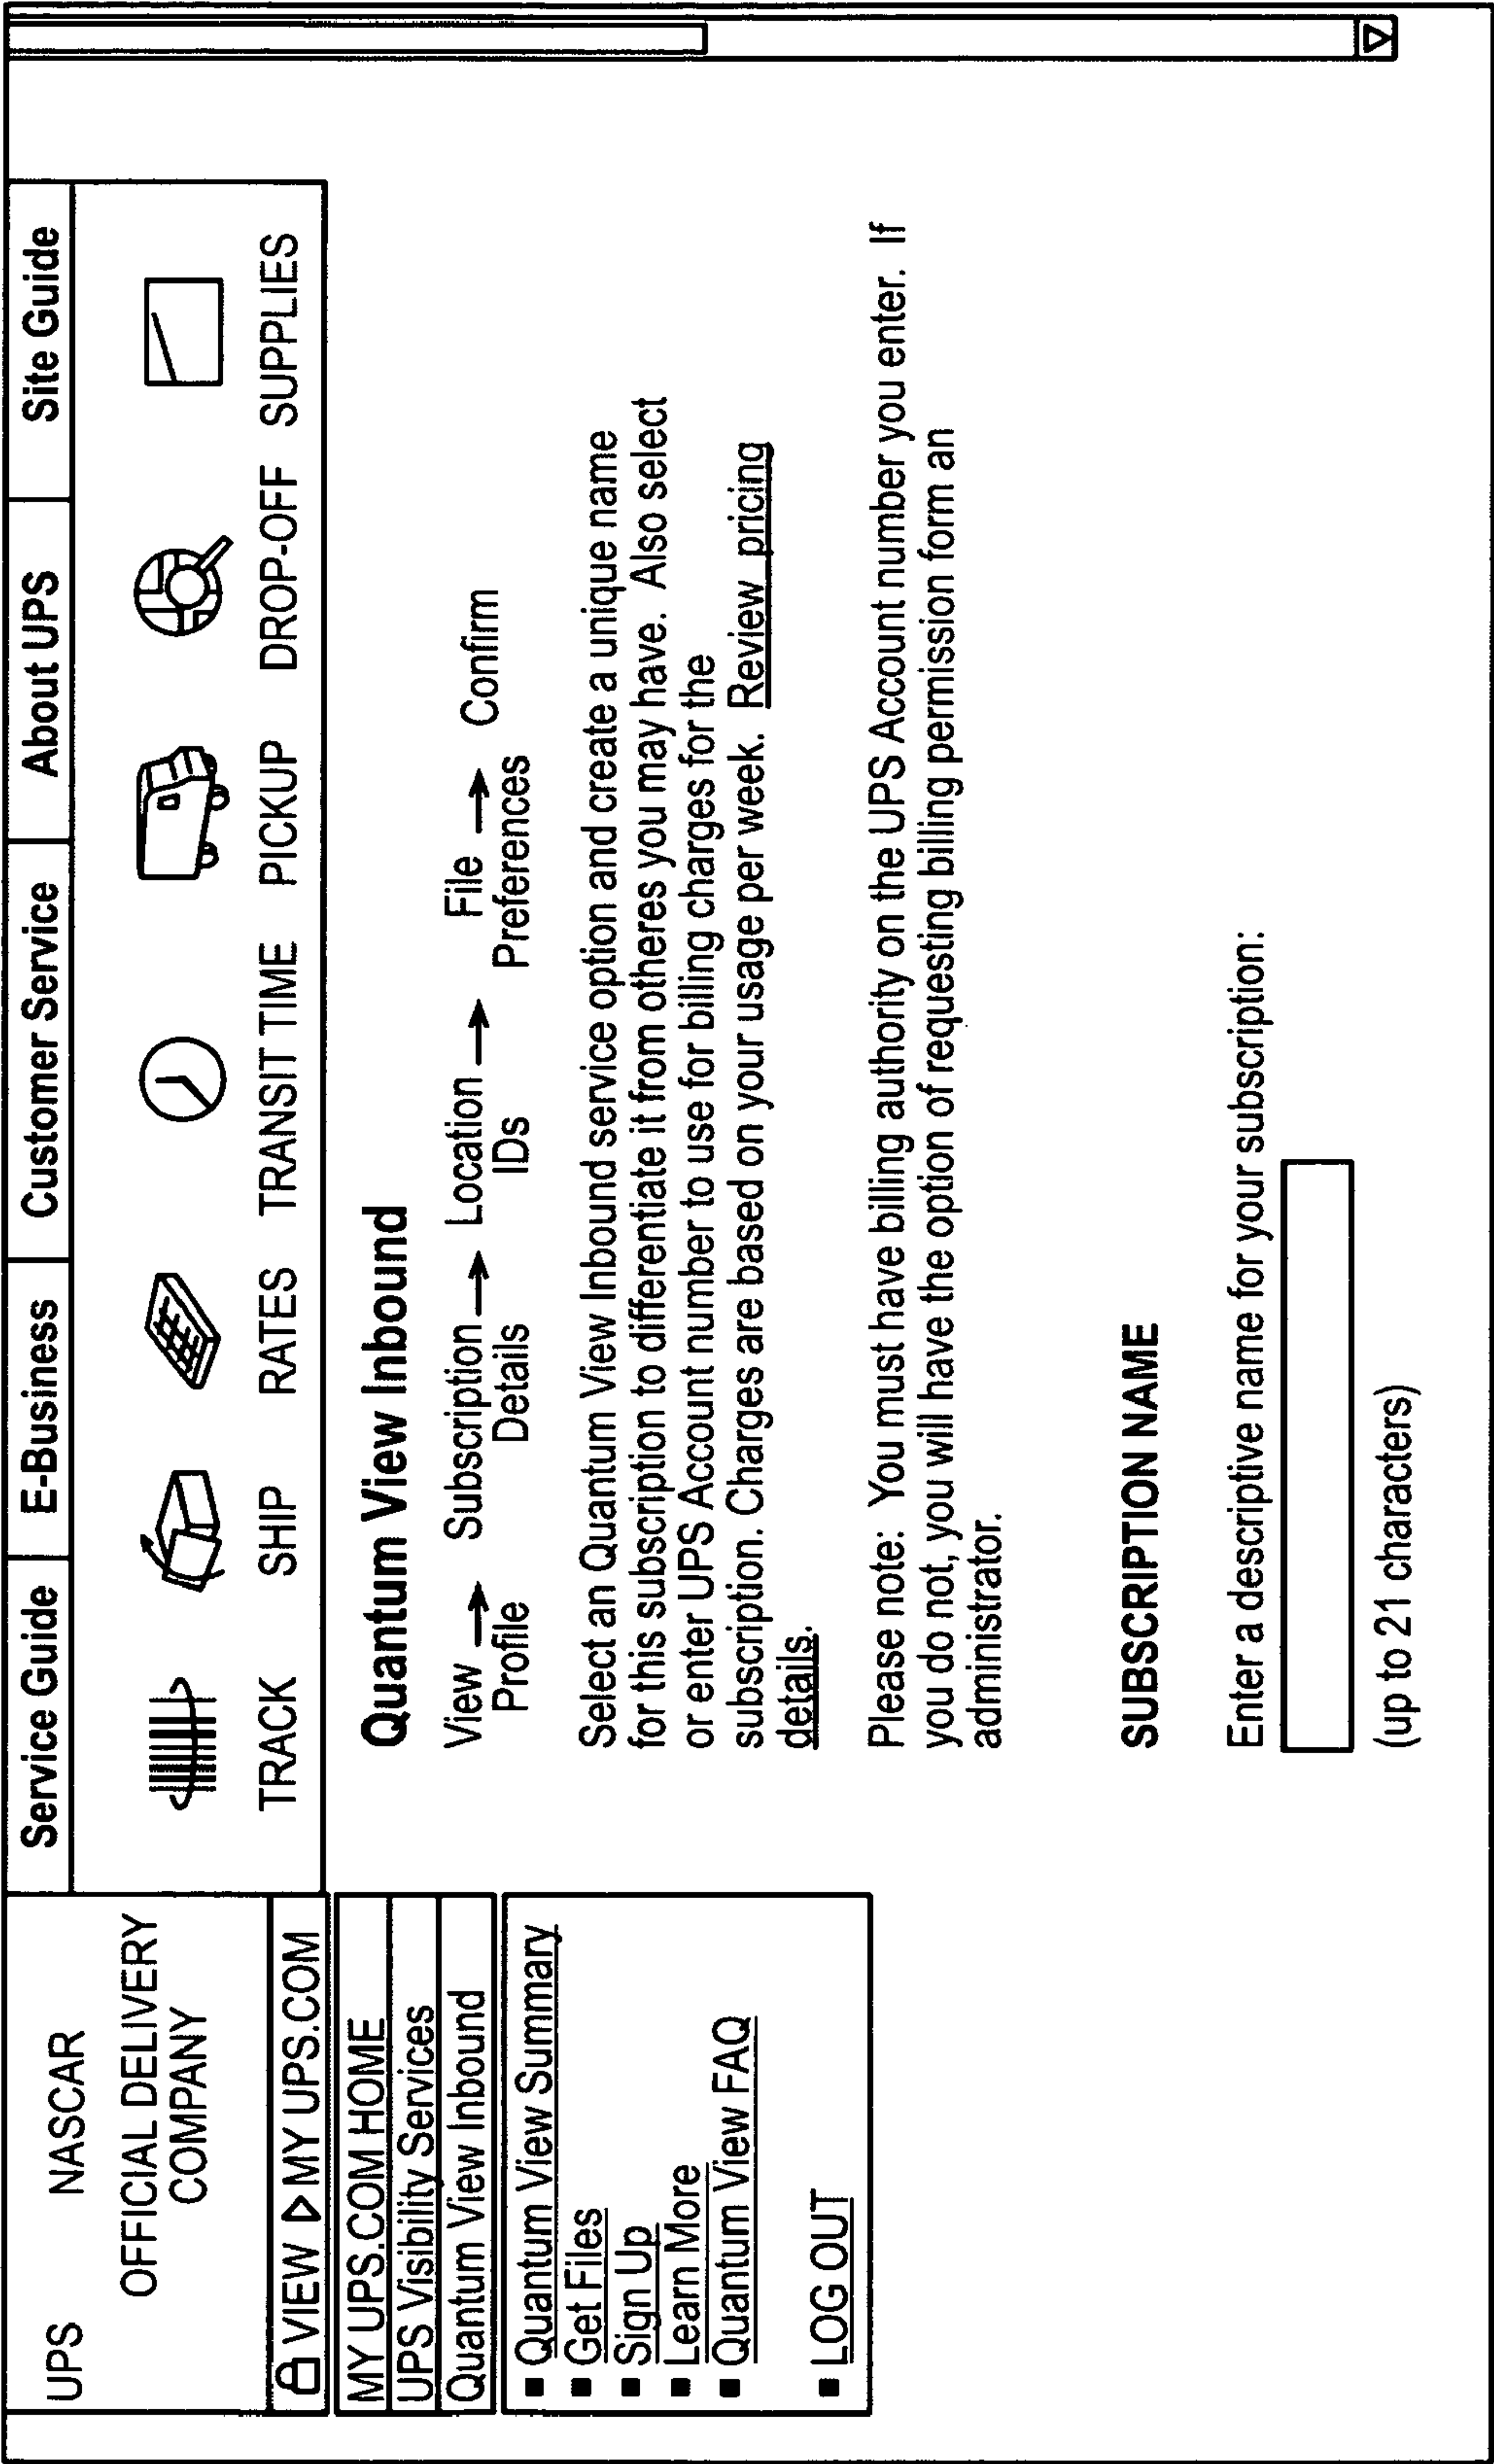 UPS NASCAR
OFFICIAL DELIVERY
COMPANY
VIEW ▷ MY UPS.COM
MY UPS.COM HOME
UPS Visibility Services
Quantum View Inbound
■ Quantum View Summary
■ Get Files
■ Sign Up
■ Learn More
■ Quantum View FAQ
■ LOG OUT
Service Guide E-Business Customer Service About UPS Site Guide
TRACK SHIP RATES TRANSIT TIME PICKUP DROP-OFF SUPPLIES
Quantum View Inbound
View → Subscription → Location → File → Confirm
Profile Details IDs Preferences
Select an Quantum View Inbound service option and create a unique name
for this subscription to differentiate it from otheres you may have. Also select
or enter UPS Account number to use for billing charges for the
subscription. Charges are based on your usage per week. Review pricing
details.
Please note: You must have billing authority on the UPS Account number you enter. If
you do not, you will have the option of requesting billing permission form an
administrator.
SUBSCRIPTION NAME
Enter a descriptive name for your subscription:
(up to 21 characters)